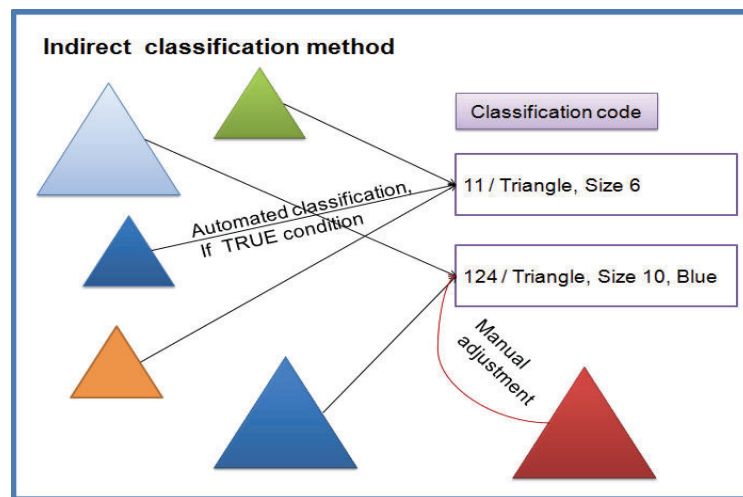 Indirect classification method
Classification code
11 / Triangle, Size 6
Automated classification,
If TRUE condition
124 / Triangle, Size 10, Blue
Manual
adjustment